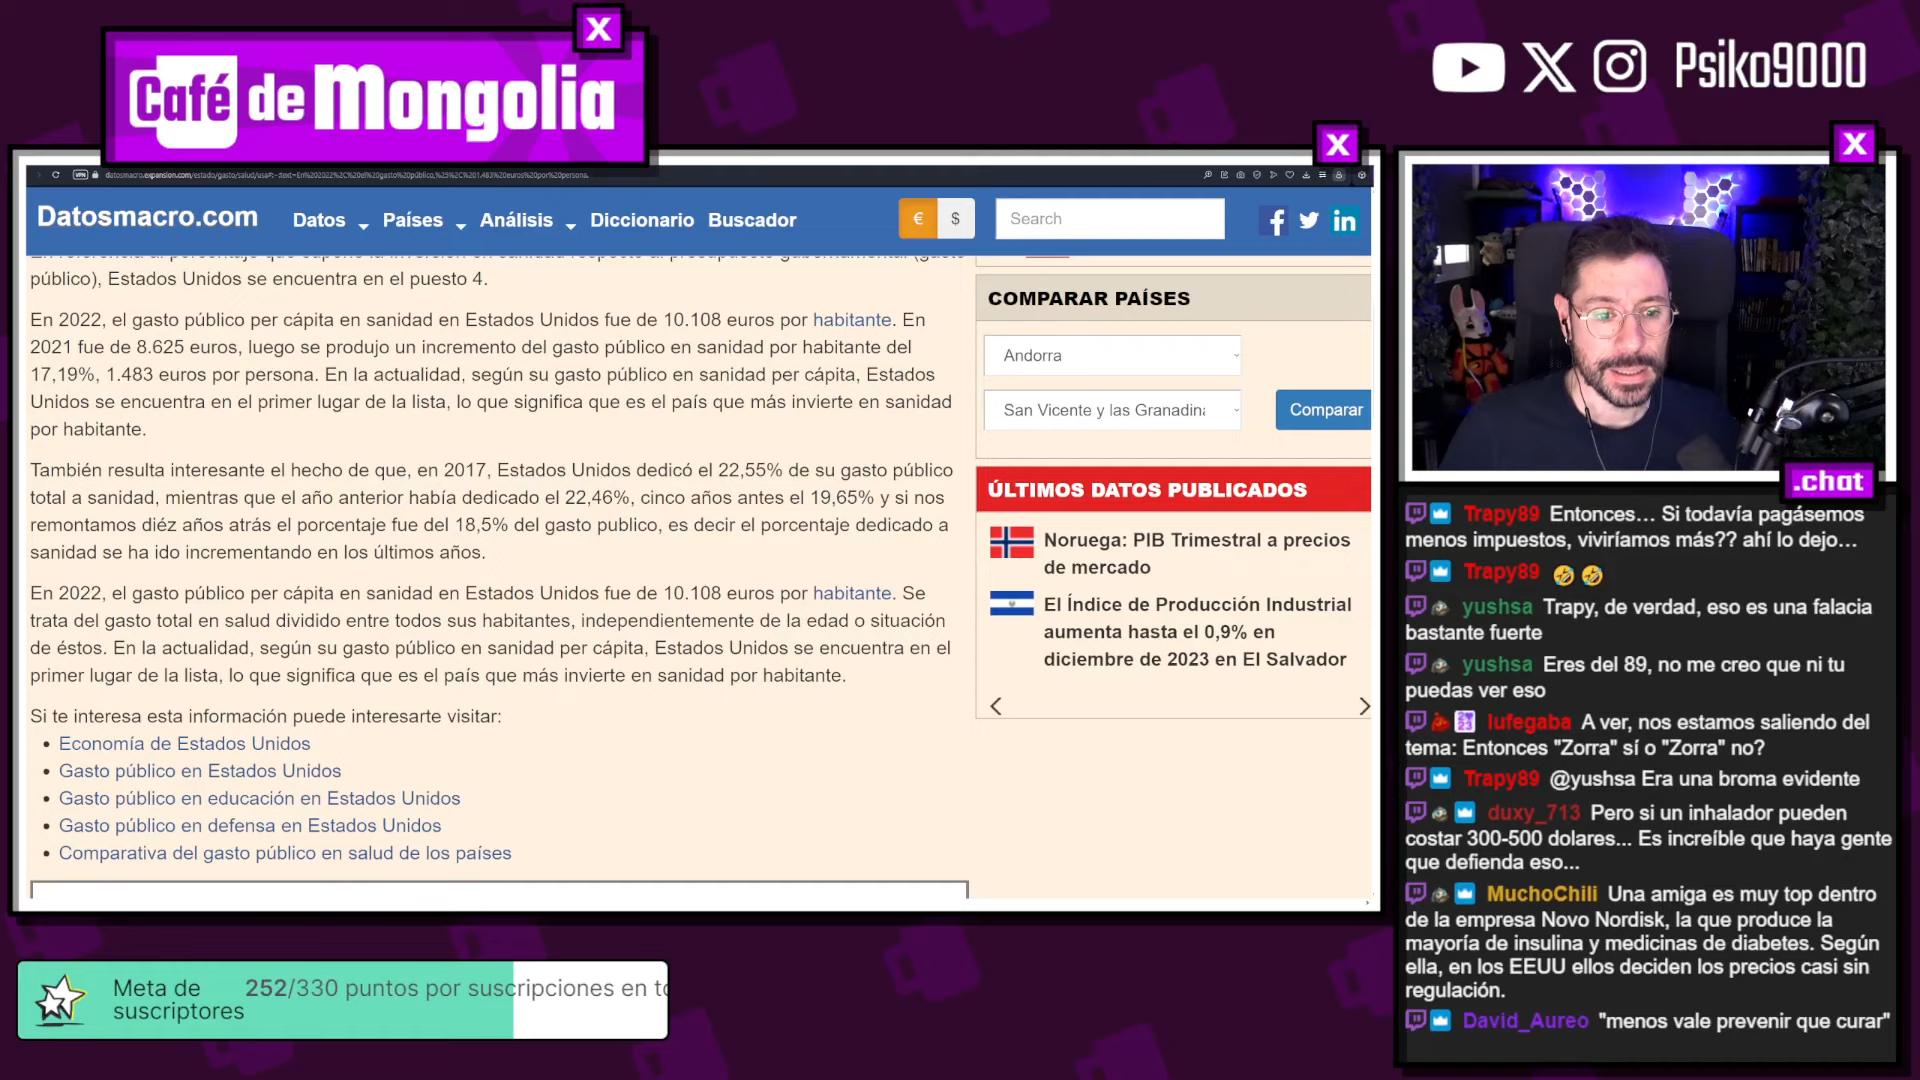 X
Café de Mongolia
X Psiko9000
X
X
VPN
Datosmacro.com Datos Países Análisis Diccionario Buscador € $ Search
público), Estados Unidos se encuentra en el puesto 4.
En 2022, el gasto público per cápita en sanidad en Estados Unidos fue de 10.108 euros por habitante. En
2021 fue de 8.625 euros, luego se produjo un incremento del gasto público en sanidad por habitante del
17,19%, 1.483 euros por persona. En la actualidad, según su gasto público en sanidad per cápita, Estados
Unidos se encuentra en el primer lugar de la lista, lo que significa que es el país que más invierte en sanidad
por habitante.
También resulta interesante el hecho de que, en 2017, Estados Unidos dedicó el 22,55% de su gasto público
total a sanidad, mientras que el año anterior había dedicado el 22,46%, cinco años antes el 19,65% y si nos
remontamos diéz años atrás el porcentaje fue del 18,5% del gasto publico, es decir el porcentaje dedicado a
sanidad se ha ido incrementando en los últimos años.
En 2022, el gasto público per cápita en sanidad en Estados Unidos fue de 10.108 euros por habitante. Se
trata del gasto total en salud dividido entre todos sus habitantes, independientemente de la edad o situación
de éstos. En la actualidad, según su gasto público en sanidad per cápita, Estados Unidos se encuentra en el
primer lugar de la lista, lo que significa que es el país que más invierte en sanidad por habitante.
Si te interesa esta información puede interesarte visitar:
• Economía de Estados Unidos
• Gasto público en Estados Unidos
• Gasto público en educación en Estados Unidos
• Gasto público en defensa en Estados Unidos
• Comparativa del gasto público en salud de los países
COMPARAR PAÍSES
Andorra
San Vicente y las Granadina
Comparar
ÚLTIMOS DATOS PUBLICADOS
Noruega: PIB Trimestral a precios
de mercado
El Índice de Producción Industrial
aumenta hasta el 0,9% en
diciembre de 2023 en El Salvador
.chat
Trapy89 Entonces... Si todavía pagásemos
menos impuestos, viviríamos más?? ahí lo dejo...
Trapy89 🤣 🤣
yushsa Trapy, de verdad, eso es una falacia
bastante fuerte
yushsa Eres del 89, no me creo que ni tu
puedas ver eso
lufegaba A ver, nos estamos saliendo del
tema: Entonces "Zorra" sí o "Zorra" no?
Trapy89 @yushsa Era una broma evidente
duxy_713 Pero si un inhalador pueden
costar 300-500 dolares... Es increíble que haya gente
que defienda eso...
MuchoChili Una amiga es muy top dentro
de la empresa Novo Nordisk, la que produce la
mayoría de insulina y medicinas de diabetes. Según
ella, en los EEUU ellos deciden los precios casi sin
regulación.
David_Aureo "menos vale prevenir que curar"
Meta de
suscriptores
252/330 puntos por suscripciones en to